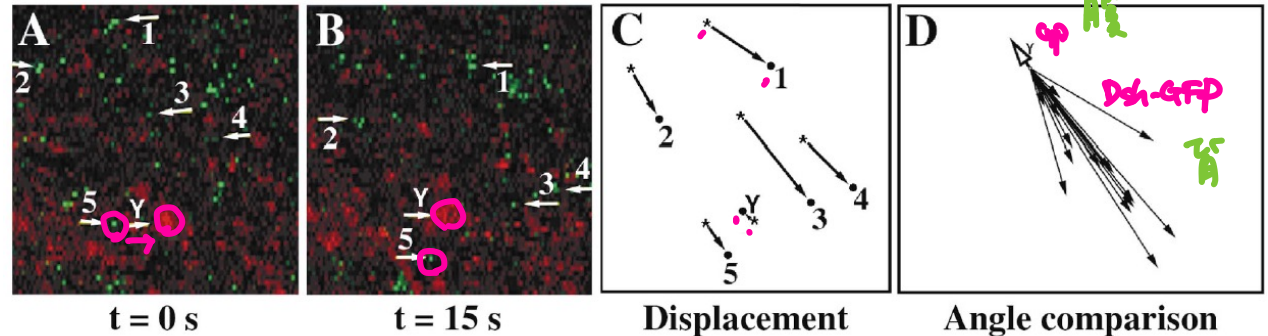 A
1
2
3
4
5 Y
t = 0 s
B
1
2
4
3
Y
5
t = 15 s
C
* 1
* 2
* 3
* 4
Y *
* 5
Displacement
D
Y
Dsh-GFP
Angle comparison